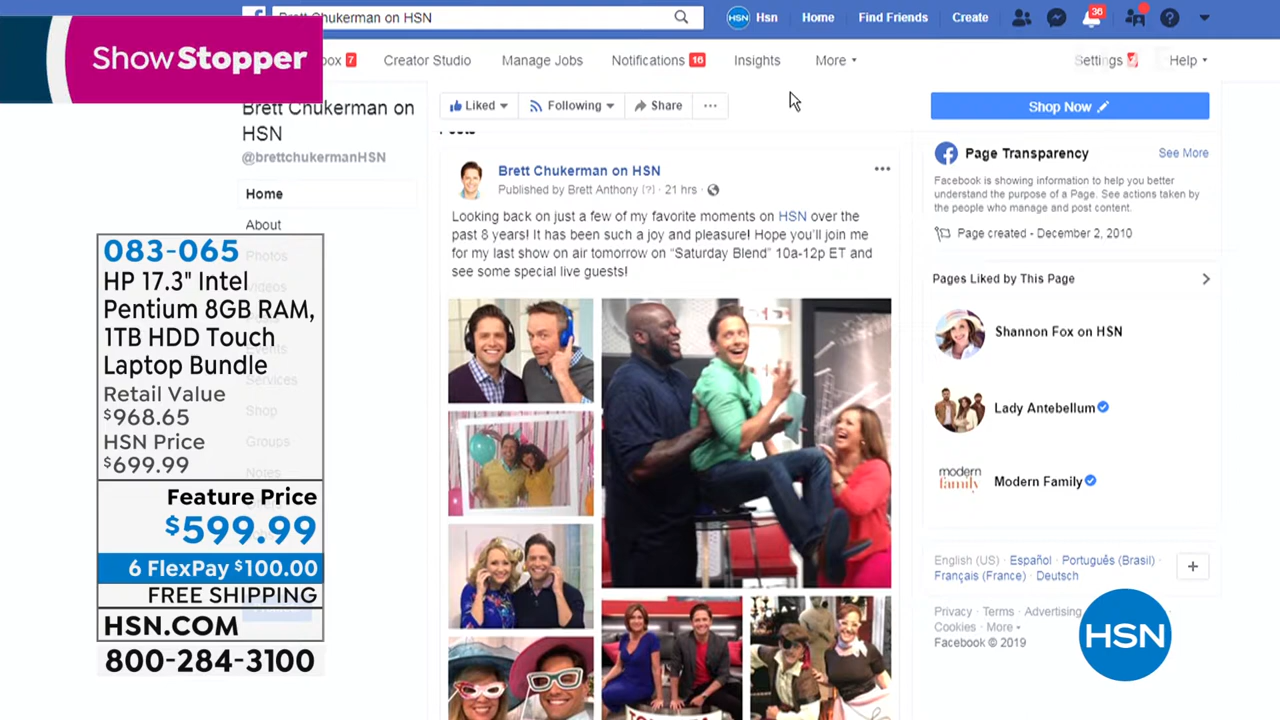 Brett Chukerman on HSN
Hsn
Home
Find Friends
Create
36
ShowStopper
7
Creator Studio
Manage Jobs
Notifications 16
Insights
More
Settings
Help
Brett Chukerman on
HSN
@brettchukermanHSN
Home
About
Photos
Videos
Events
Services
Shop
Groups
Notes
Liked
Following
Share
Shop Now
Posts
Brett Chukerman on HSN
Published by Brett Anthony (?) · 21 hrs ·
Looking back on just a few of my favorite moments on HSN over the
past 8 years! It has been such a joy and pleasure! Hope you'll join me
for my last show on air tomorrow on “Saturday Blend” 10a-12p ET and
see some special live guests!
Page Transparency
See More
Facebook is showing information to help you better
understand the purpose of a Page. See actions taken by
the people who manage and post content.
Page created - December 2, 2010
Pages Liked by This Page
Shannon Fox on HSN
Lady Antebellum
modern
family
Modern Family
English (US) · Español · Português (Brasil) ·
Français (France) · Deutsch
Privacy · Terms · Advertising
Cookies · More
Facebook © 2019
083-065
HP 17.3" Intel
Pentium 8GB RAM,
1TB HDD Touch
Laptop Bundle
Retail Value
$968.65
HSN Price
$699.99
Feature Price
$599.99
6 FlexPay $100.00
FREE SHIPPING
HSN.COM
800-284-3100
HSN